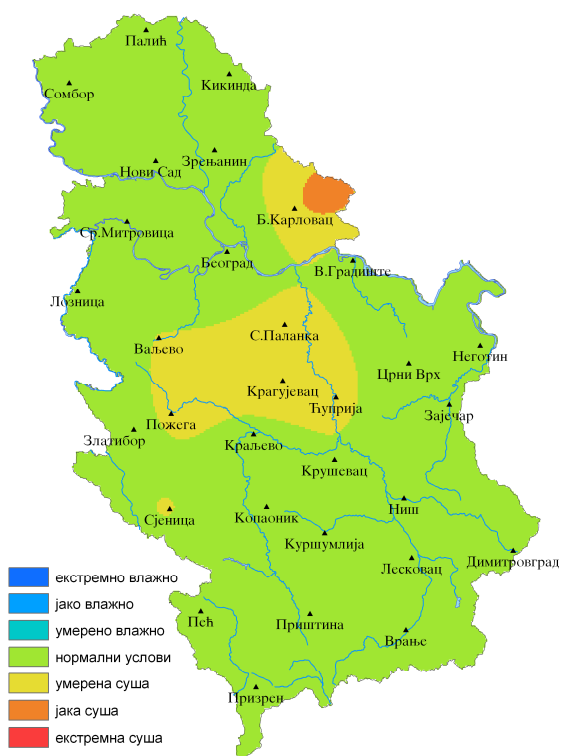 Палић
Кикинда
Сомбор
Зрењанин
Нови Сад
Б.Карловац
Ср.Митровица
Београд
В.Градиште
Лозница
С.Паланка
Ваљево
Неготин
Црни Врх
Крагујевац
Ћуприја
Зајечар
Пожега
Златибор
Краљево
Крушевац
Ниш
Сјеница
Копаоник
Куршумлија
Димитровград
Лесковац
Пећ
Приштина
Врање
Призрен
екстремно влажно
јако влажно
умерено влажно
нормални услови
умерена суша
јака суша
екстремна суша